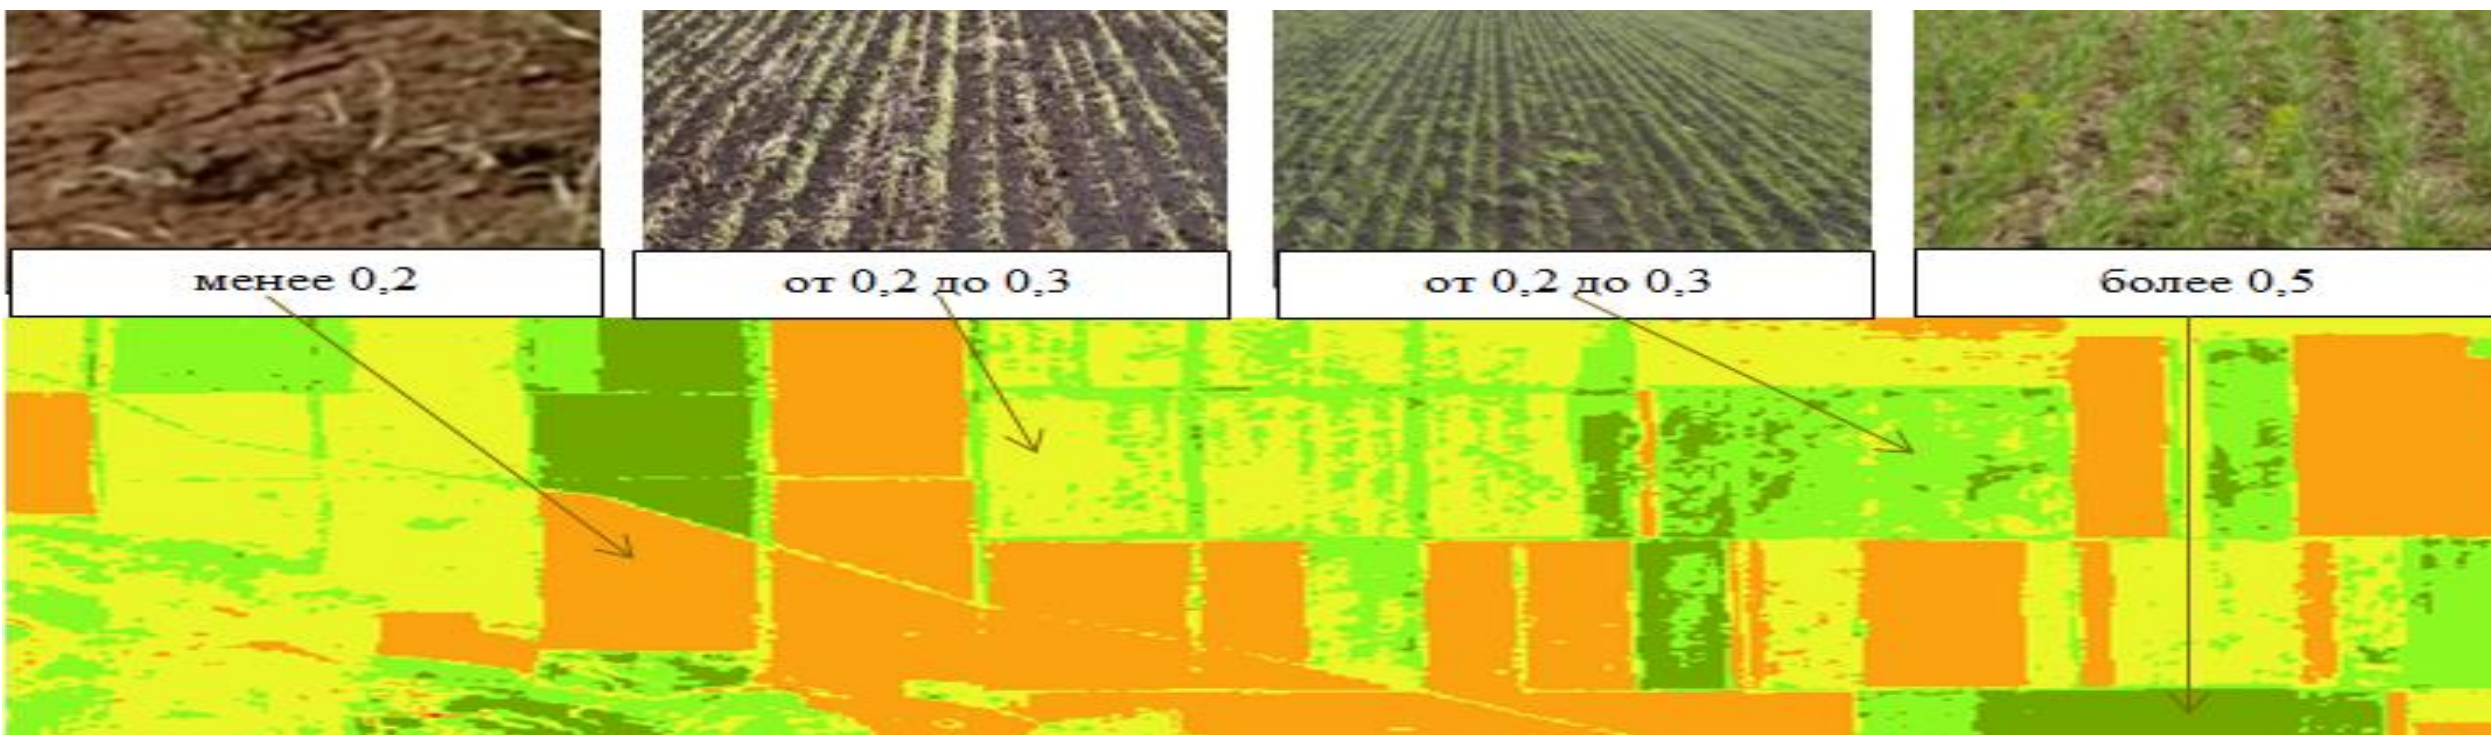 менее 0,2
от 0,2 до 0,3
от 0,2 до 0,3
более 0,5